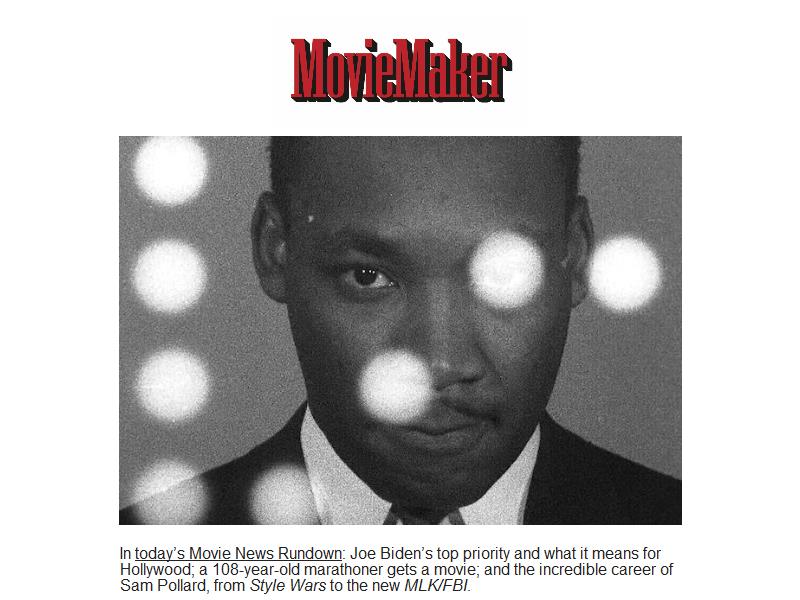 MovieMaker
In today's Movie News Rundown: Joe Biden's top priority and what it means for
Hollywood; a 108-year-old marathoner gets a movie; and the incredible career of
Sam Pollard, from Style Wars to the new MLK/FBI.